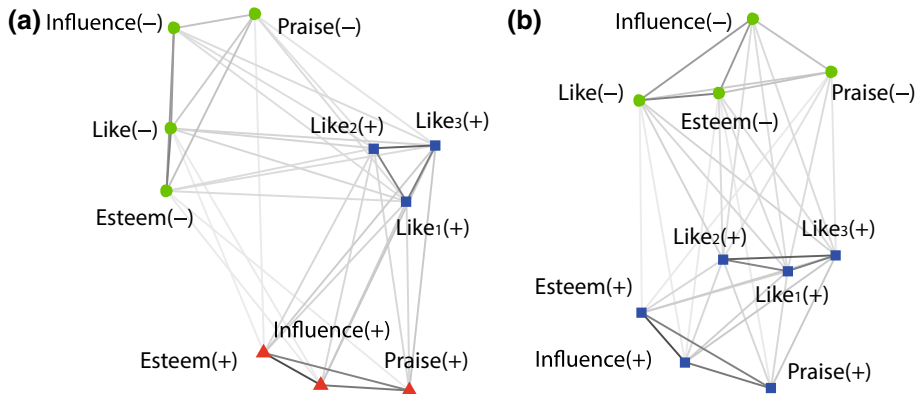 (a)
Influence(−)
Praise(−)
Like(−)
Like₂(+)
Like₃(+)
Esteem(−)
Like₁(+)
Influence(+)
Esteem(+)
Praise(+)
(b)
Influence(−)
Like(−)
Praise(−)
Esteem(−)
Like₂(+)
Like₃(+)
Esteem(+)
Like₁(+)
Influence(+)
Praise(+)